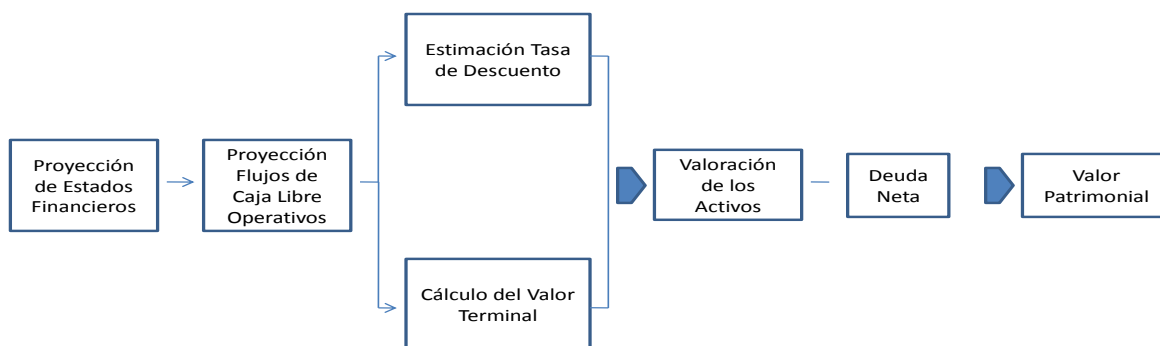 Proyección
de Estados
Financieros
Proyección
Flujos de
Caja Libre
Operativos
Estimación Tasa
de Descuento
Cálculo del Valor
Terminal
Valoración
de los
Activos
Deuda
Neta
Valor
Patrimonial